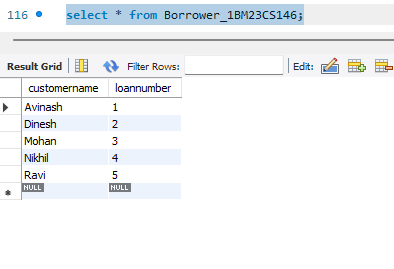 116 select * from Borrower_1BM23CS146;
Result Grid Filter Rows: Edit:
customername loannumber
Avinash 1
Dinesh 2
Mohan 3
Nikhil 4
Ravi 5
NULL NULL